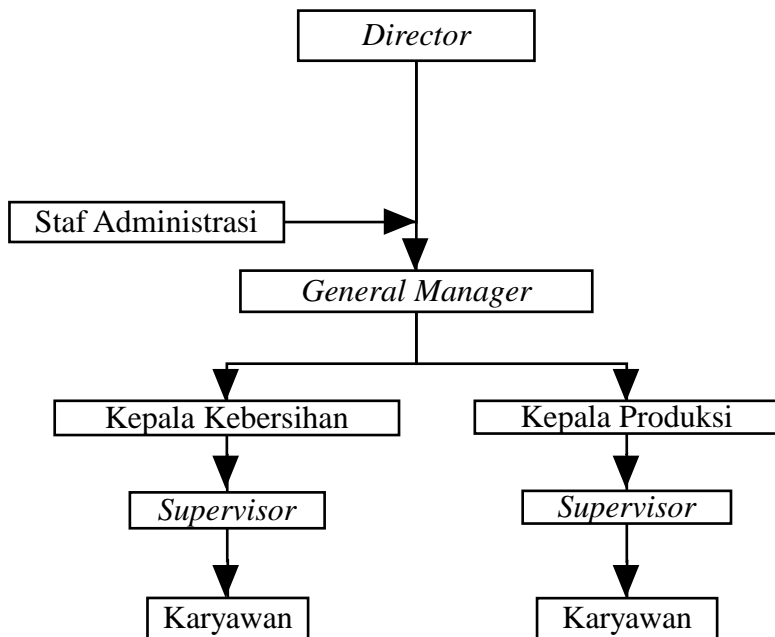 Director
Staf Administrasi
General Manager
Kepala Kebersihan
Kepala Produksi
Supervisor
Supervisor
Karyawan
Karyawan